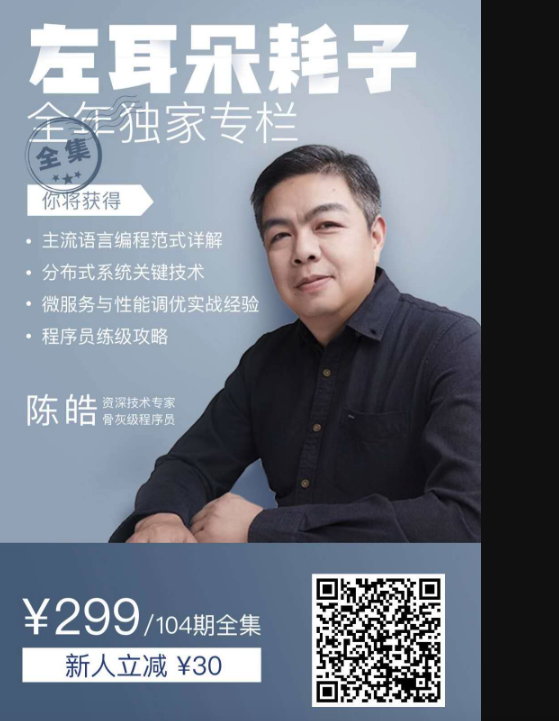 左耳朵耗子
全年独家专栏
全集
你将获得
• 主流语言编程范式详解
• 分布式系统关键技术
• 微服务与性能调优实战经验
• 程序员练级攻略
陈皓 资深技术专家
骨灰级程序员
¥299/104期全集
新人立减 ¥30